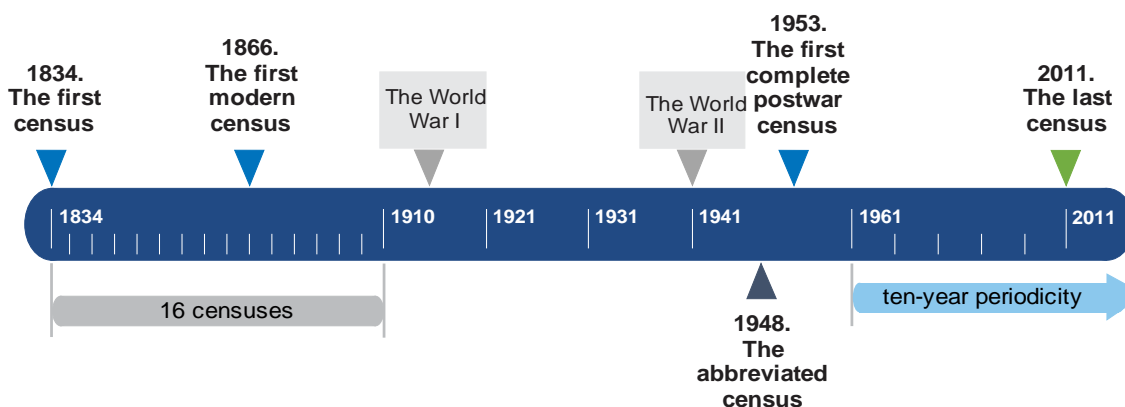 1834.
The first
census
1866.
The first
modern
census
The World
War I
The World
War II
1953.
The first
complete
postwar
census
2011.
The last
census
1834
1910
1921
1931
1941
1961
2011
16 censuses
ten-year periodicity
1948.
The
abbreviated
census